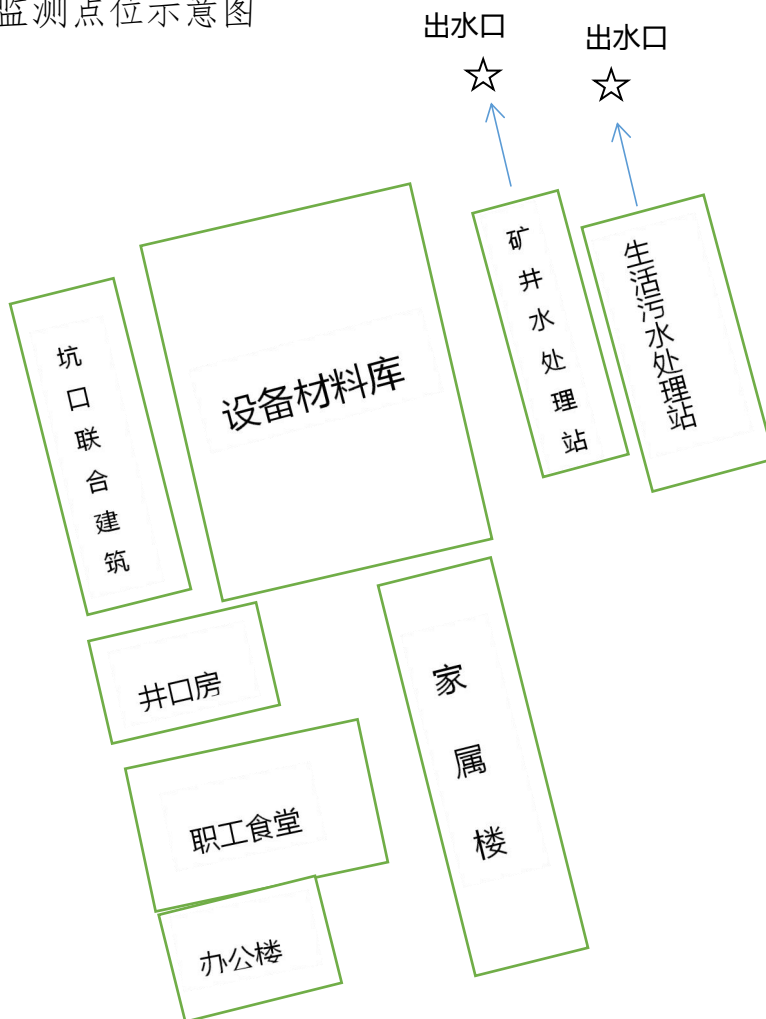 监测点位示意图
出水口
出水口
☆
☆
矿井水处理站
生活污水处理站
坑口联合建筑
设备材料库
井口房
家属楼
职工食堂
办公楼